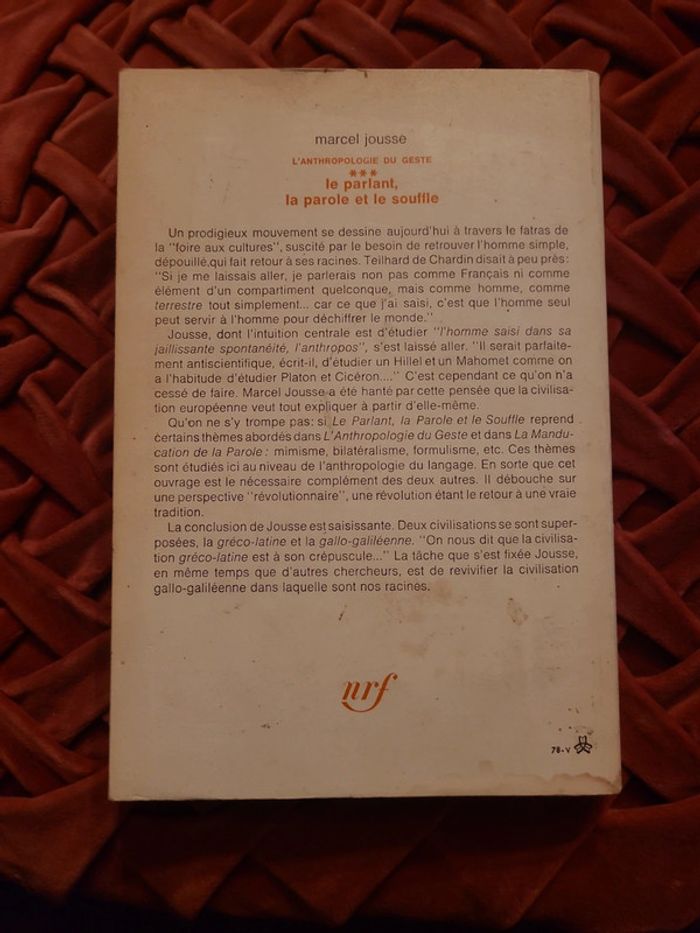 marcel jousse
L'ANTHROPOLOGIE DU GESTE
***
le parlant,
la parole et le souffle
Un prodigieux mouvement se dessine aujourd'hui à travers le fatras de
la "foire aux cultures", suscité par le besoin de retrouver l'homme simple,
dépouillé,qui fait retour à ses racines. Teilhard de Chardin disait à peu près:
"Si je me laissais aller, je parlerais non pas comme Français ni comme
élément d'un compartiment quelconque, mais comme homme, comme
terrestre tout simplement... car ce que j'ai saisi, c'est que l'homme seul
peut servir à l'homme pour déchiffrer le monde."
Jousse, dont l'intuition centrale est d'étudier "l'homme saisi dans sa
jaillissante spontanéité, l'anthropos", s'est laissé aller. "Il serait parfaite-
ment antiscientifique, écrit-il, d'étudier un Hillel et un Mahomet comme on
a l'habitude d'étudier Platon et Cicéron...." C'est cependant ce qu'on n'a
cessé de faire. Marcel Jousse a été hanté par cette pensée que la civilisa-
tion européenne veut tout expliquer à partir d'elle-même.
Qu'on ne s'y trompe pas: si Le Parlant, la Parole et le Souffle reprend
certains thèmes abordés dans L'Anthropologie du Geste et dans La Mandu-
cation de la Parole: mimisme, bilatéralisme, formulisme, etc. Ces thèmes
sont étudiés ici au niveau de l'anthropologie du langage. En sorte que cet
ouvrage est le nécessaire complément des deux autres. Il débouche sur
une perspective "révolutionnaire", une révolution étant le retour à une vraie
tradition.
La conclusion de Jousse est saisissante. Deux civilisations se sont super-
posées, la gréco-latine et la gallo-galiléenne. "On nous dit que la civilisa-
tion gréco-latine est à son crépuscule..." La tâche que s'est fixée Jousse,
en même temps que d'autres chercheurs, est de revivifier la civilisation
gallo-galiléenne dans laquelle sont nos racines.
nrf
78-V